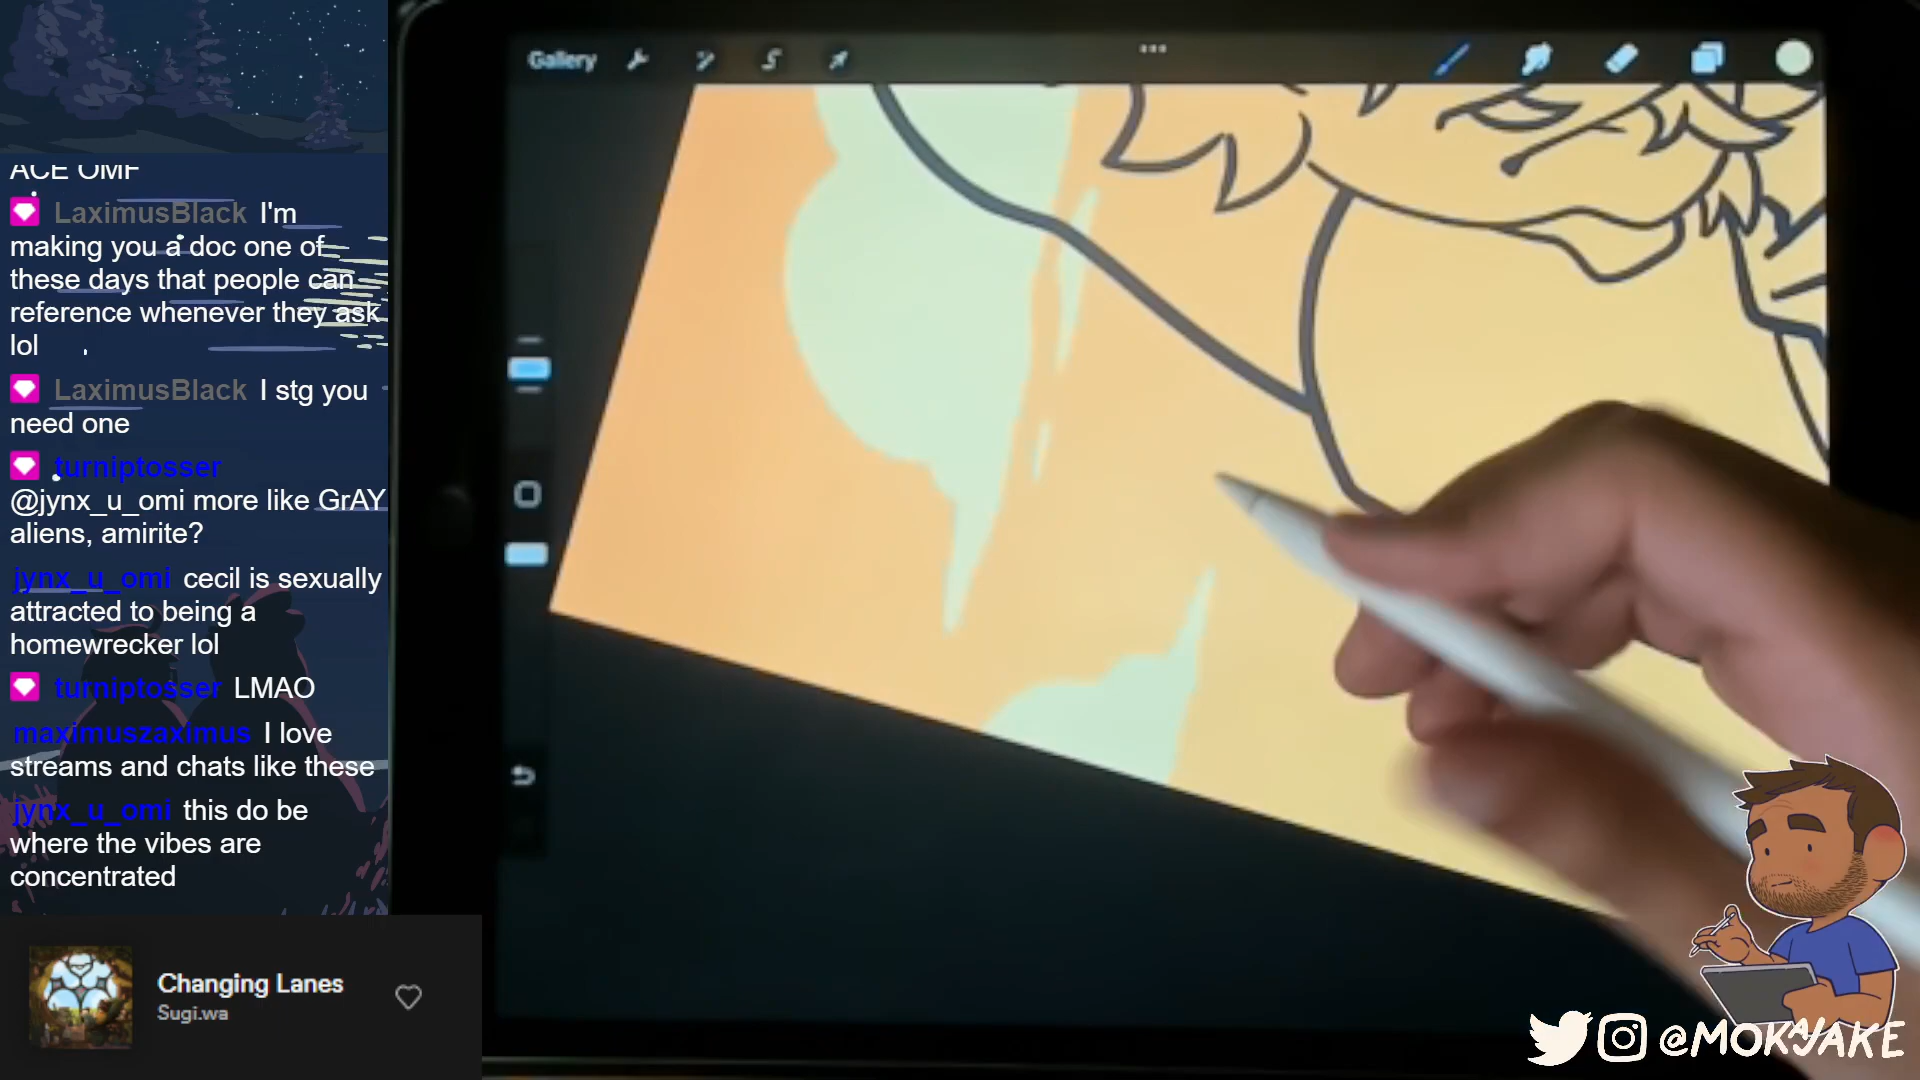 Gallery
ACE OMF
LaximusBlack I'm
making you a doc one of
these days that people can
reference whenever they ask
lol
LaximusBlack I stg you
need one
turniptosser
@jynx_u_omi more like GrAY
aliens, amirite?
jynx_u_omi cecil is sexually
attracted to being a
homewrecker lol
turniptosser LMAO
maximuszaximus I love
streams and chats like these
jynx_u_omi this do be
where the vibes are
concentrated
Changing Lanes
Sugi.wa
@MOKAJAKE